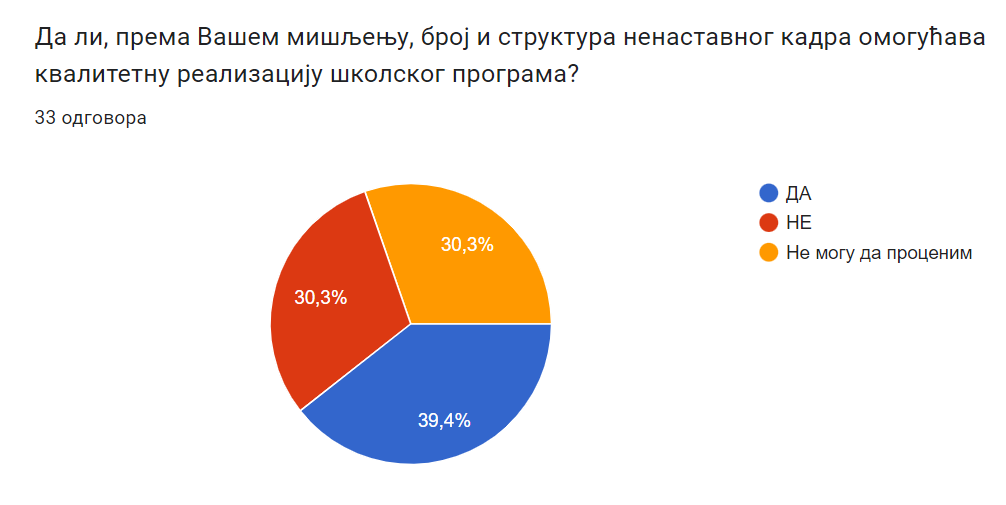 Да ли, према Вашем мишљењу, број и структура ненаставног кадра омогућава
квалитетну реализацију школског програма?
33 одговора
30,3%
30,3%
39,4%
ДА
НЕ
Не могу да проценим